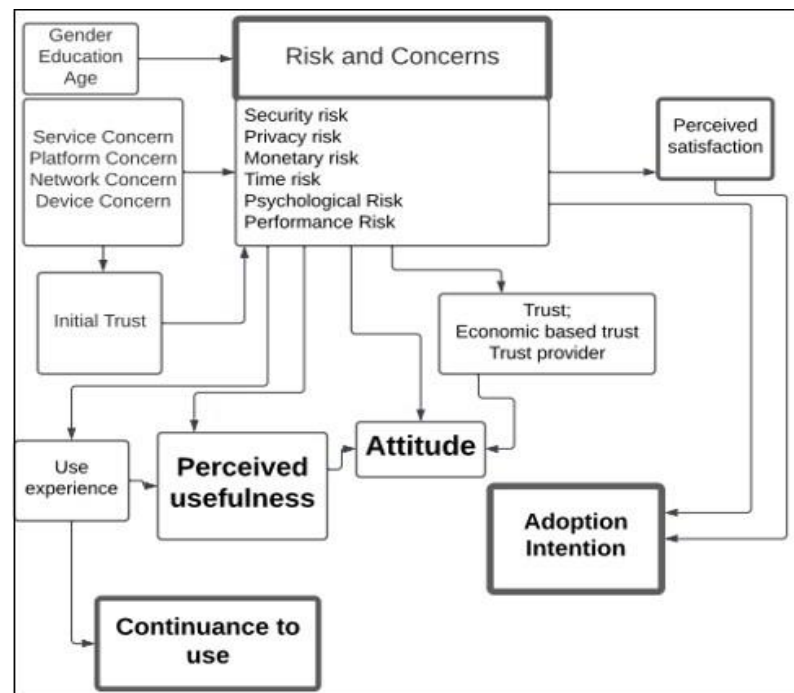 Gender
Education
Age
Risk and Concerns
Service Concern
Platform Concern
Network Concern
Device Concern
Security risk
Privacy risk
Monetary risk
Time risk
Psychological Risk
Performance Risk
Perceived
satisfaction
Initial Trust
Trust;
Economic based trust
Trust provider
Use
experience
Perceived
usefulness
Attitude
Adoption
Intention
Continuance to
use